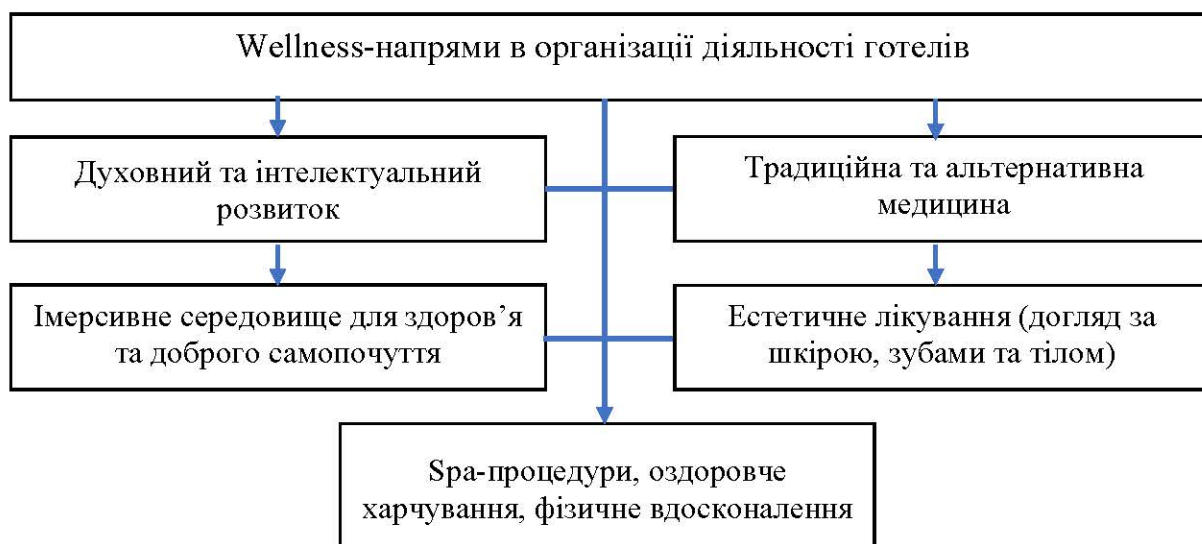 Wellness-напрями в організації діяльності готелів
Духовний та інтелектуальний
розвиток
Традиційна та альтернативна
медицина
Імерсивне середовище для здоров’я
та доброго самопочуття
Естетичне лікування (догляд за
шкірою, зубами та тілом)
Spa-процедури, оздоровче
харчування, фізичне вдосконалення